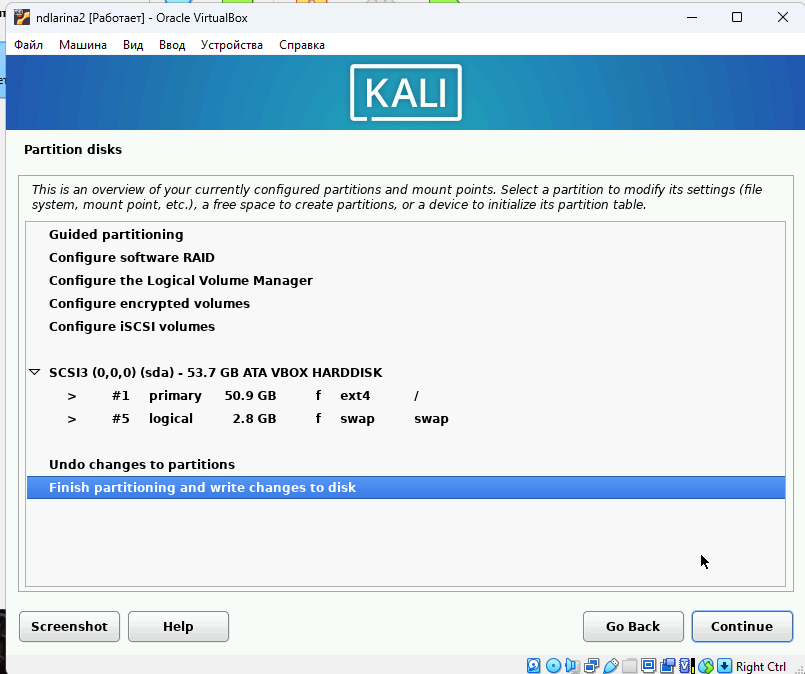 ndlarina2 [Работает] - Oracle VirtualBox
Файл Машина Вид Ввод Устройства Справка
KALI
Partition disks
This is an overview of your currently configured partitions and mount points. Select a partition to modify its settings (file
system, mount point, etc.), a free space to create partitions, or a device to initialize its partition table.
Guided partitioning
Configure software RAID
Configure the Logical Volume Manager
Configure encrypted volumes
Configure iSCSI volumes
SCSI3 (0,0,0) (sda) - 53.7 GB ATA VBOX HARDDISK
> #1 primary 50.9 GB f ext4 /
> #5 logical 2.8 GB f swap swap
Undo changes to partitions
Finish partitioning and write changes to disk
Screenshot Help Go Back Continue
Right Ctrl